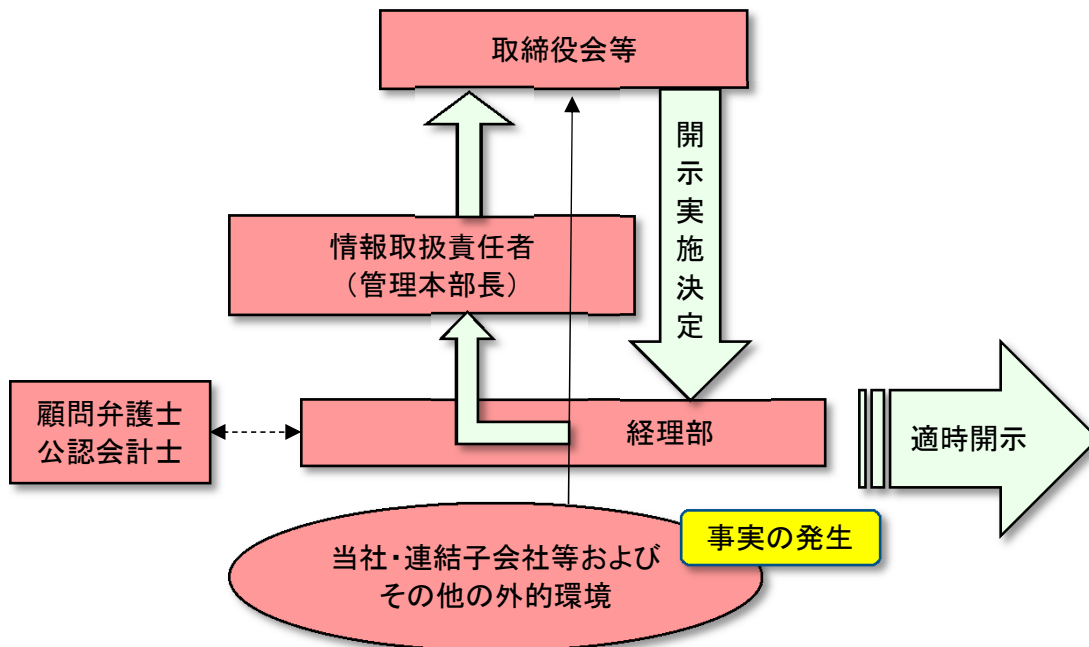 取締役会等
開示実施決定
情報取扱責任者
（管理本部長）
顧問弁護士
公認会計士
経理部
適時開示
事実の発生
当社・連結子会社等および
その他の外的環境